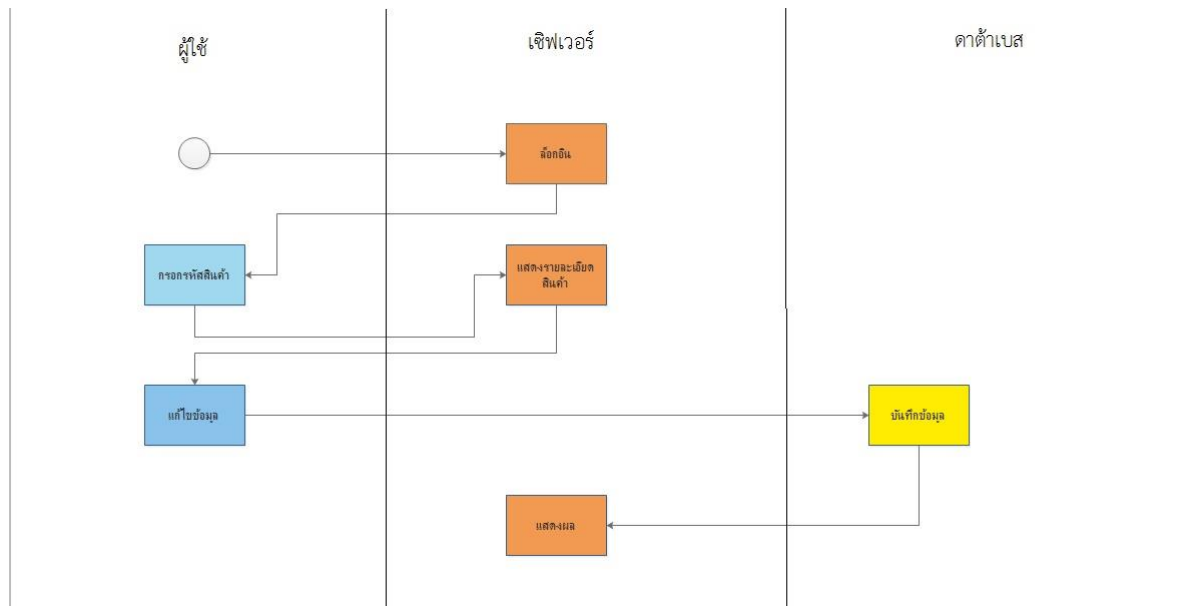 ผู้ใช้
เซิฟเวอร์
ดาต้าเบส
ล๊อกอิน
กรอกรหัสสินค้า
แสดงรายละเอียด
สินค้า
แก้ไขข้อมูล
บันทึกข้อมูล
แสดงผล